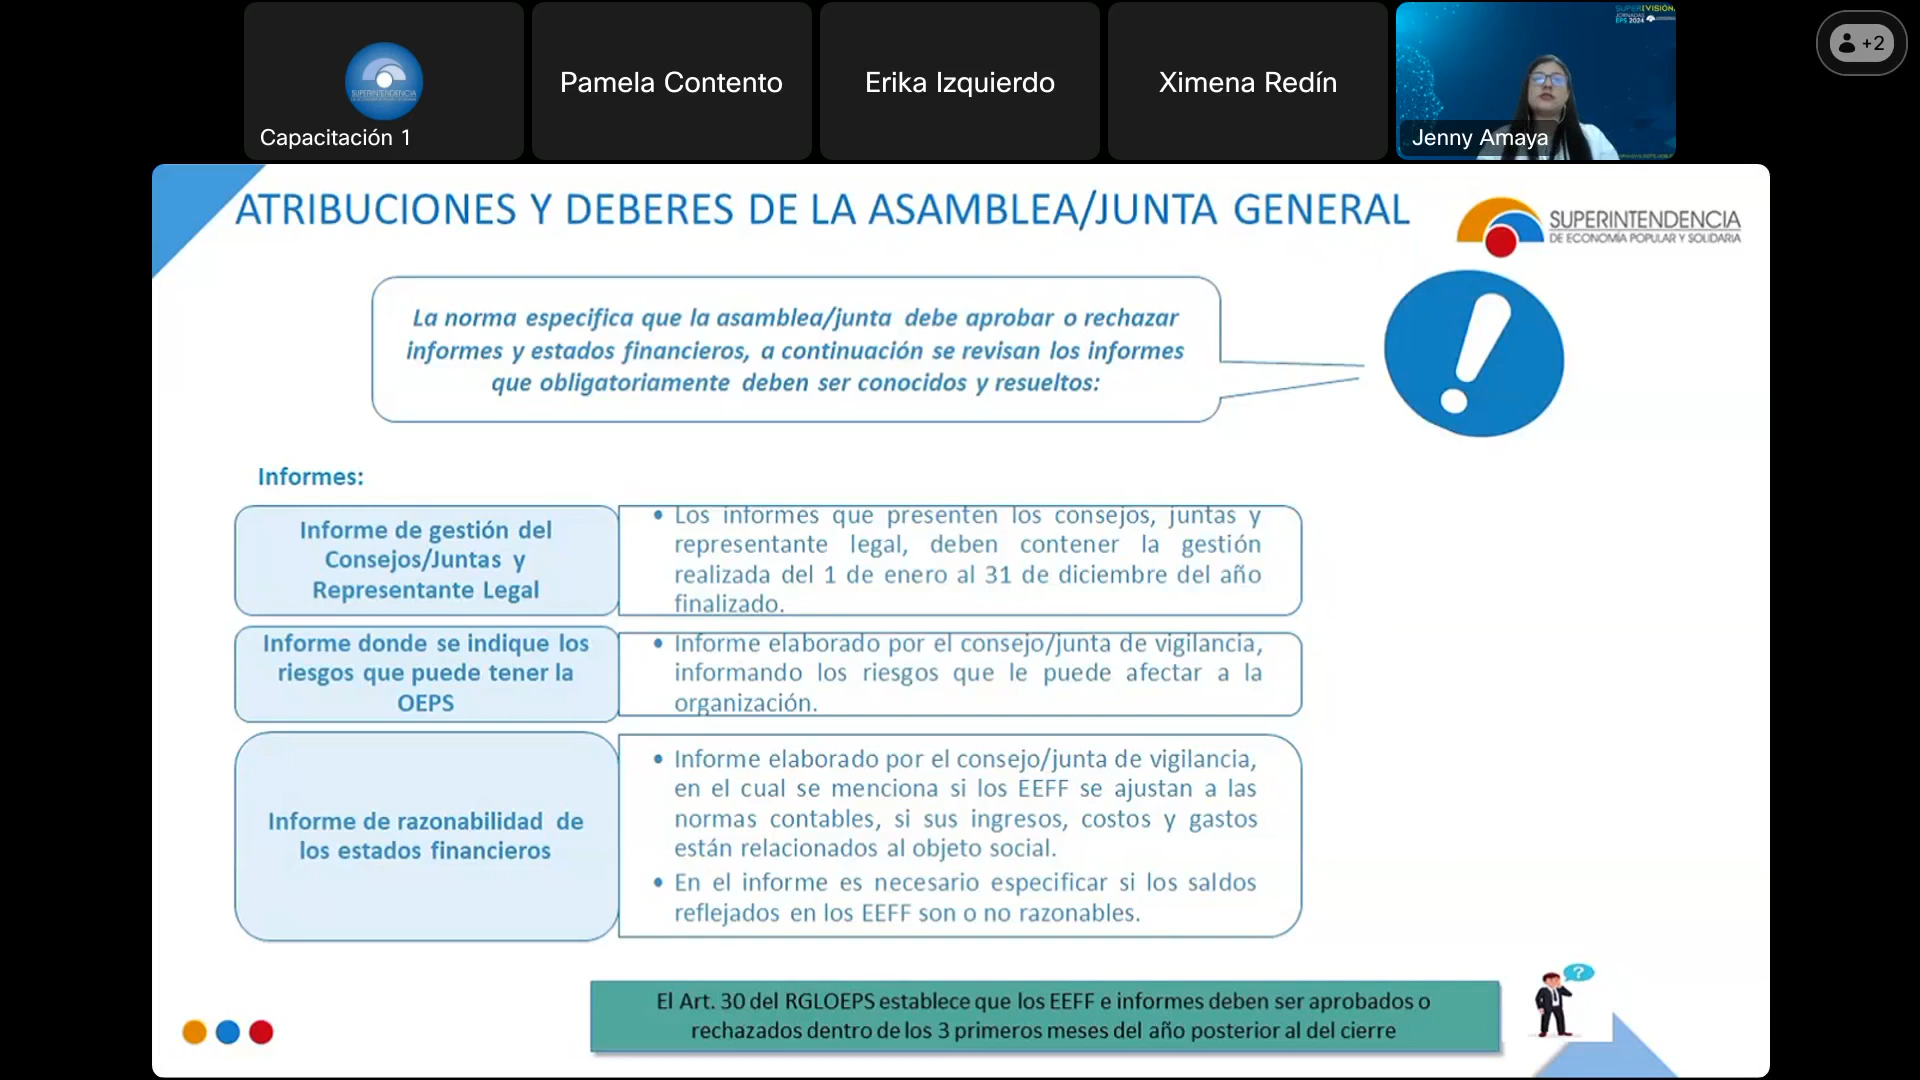 +2
Capacitación 1
Pamela Contento
Erika Izquierdo
Ximena Redín
Jenny Amaya
ATRIBUCIONES Y DEBERES DE LA ASAMBLEA/JUNTA GENERAL
SUPERINTENDENCIA
DE ECONOMÍA POPULAR Y SOLIDARIA
La norma especifica que la asamblea/junta debe aprobar o rechazar
informes y estados financieros, a continuación se revisan los informes
que obligatoriamente deben ser conocidos y resueltos:
Informes:
Informe de gestión del
Consejos/Juntas y
Representante Legal
• Los informes que presenten los consejos, juntas y
representante legal, deben contener la gestión
realizada del 1 de enero al 31 de diciembre del año
finalizado.
Informe donde se indique los
riesgos que puede tener la
OEPS
• Informe elaborado por el consejo/junta de vigilancia,
informando los riesgos que le puede afectar a la
organización.
Informe de razonabilidad de
los estados financieros
• Informe elaborado por el consejo/junta de vigilancia,
en el cual se menciona si los EEFF se ajustan a las
normas contables, si sus ingresos, costos y gastos
están relacionados al objeto social.
• En el informe es necesario especificar si los saldos
reflejados en los EEFF son o no razonables.
El Art. 30 del RGLOEPS establece que los EEFF e informes deben ser aprobados o
rechazados dentro de los 3 primeros meses del año posterior al del cierre